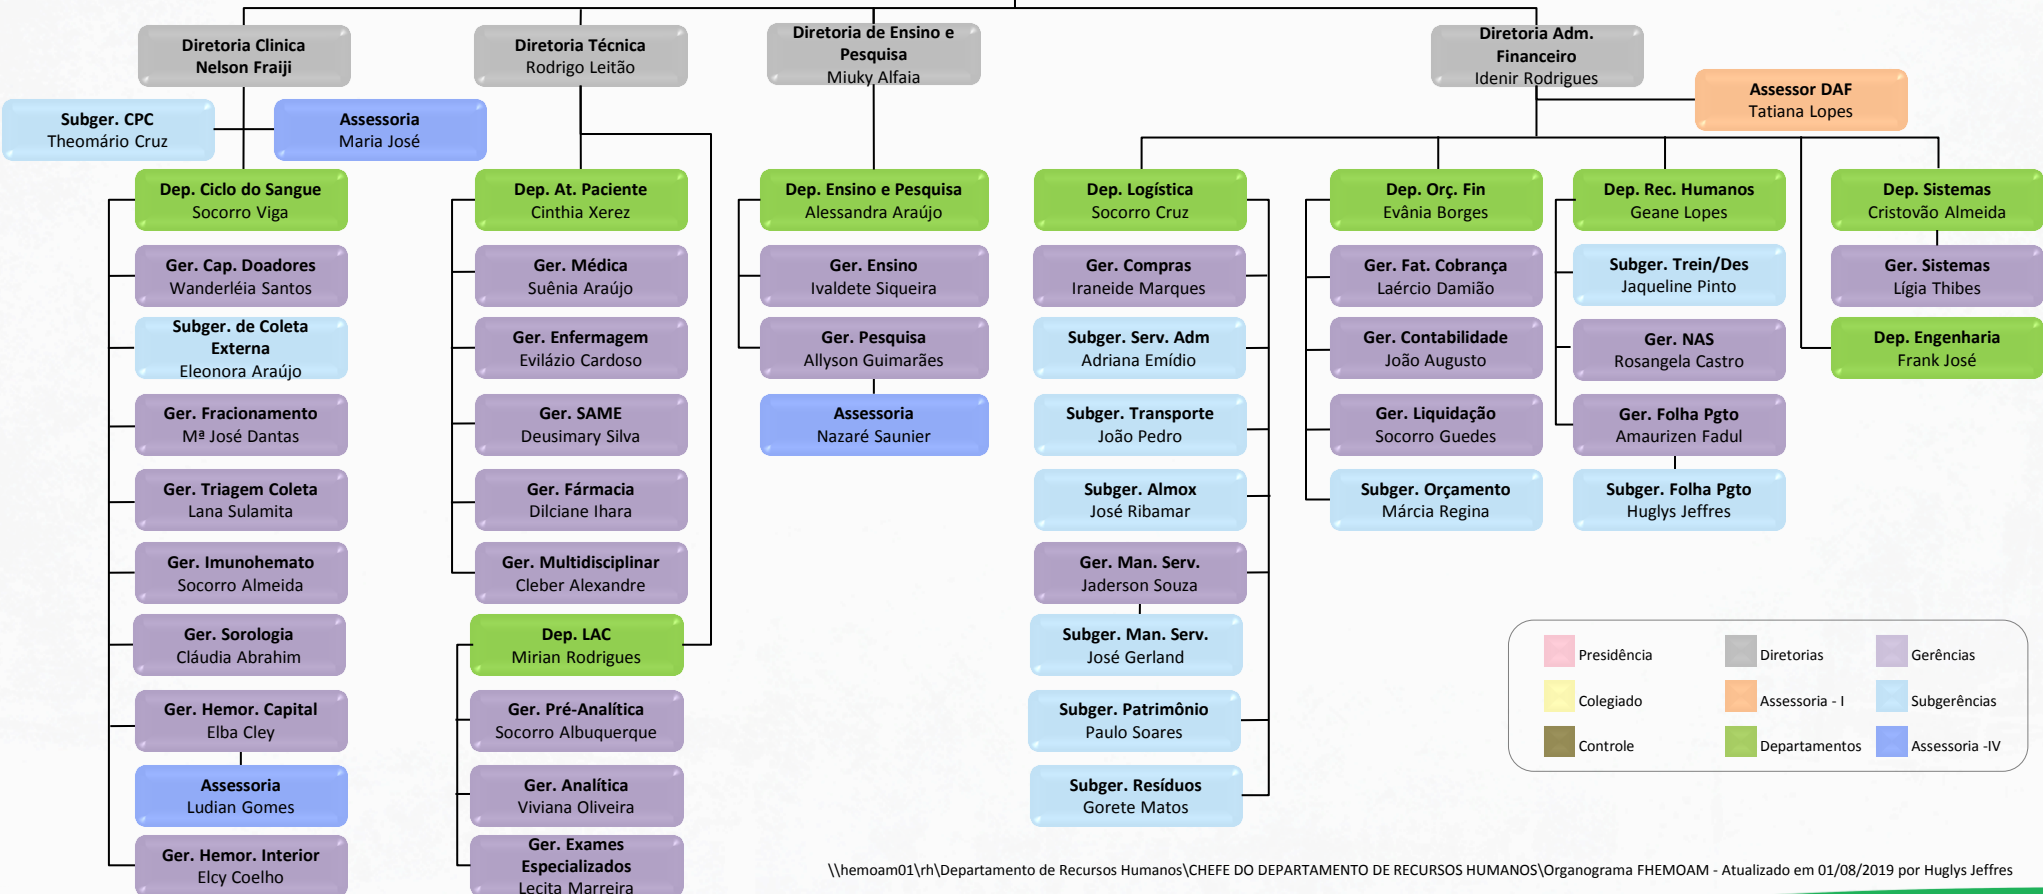 Diretoria Clinica
Nelson Fraiji
Diretoria Técnica
Rodrigo Leitão
Diretoria de Ensino e
Pesquisa
Miuky Alfaia
Diretoria Adm.
Financeiro
Idenir Rodrigues
Assessor DAF
Tatiana Lopes
Subger. CPC
Theomário Cruz
Assessoria
Maria José
Dep. Ciclo do Sangue
Socorro Viga
Ger. Cap. Doadores
Wanderléia Santos
Subger. de Coleta
Externa
Eleonora Araújo
Ger. Fracionamento
Mª José Dantas
Ger. Triagem Coleta
Lana Sulamita
Ger. Imunohemato
Socorro Almeida
Ger. Sorologia
Cláudia Abrahim
Ger. Hemor. Capital
Elba Cley
Assessoria
Ludian Gomes
Ger. Hemor. Interior
Elcy Coelho
Dep. At. Paciente
Cinthia Xerez
Ger. Médica
Suênia Araújo
Ger. Enfermagem
Evilázio Cardoso
Ger. SAME
Deusimary Silva
Ger. Fármacia
Dilciane Ihara
Ger. Multidisciplinar
Cleber Alexandre
Dep. LAC
Mirian Rodrigues
Ger. Pré-Analítica
Socorro Albuquerque
Ger. Analítica
Viviana Oliveira
Ger. Exames
Especializados
Lecita Marreira
Dep. Ensino e Pesquisa
Alessandra Araújo
Ger. Ensino
Ivaldete Siqueira
Ger. Pesquisa
Allyson Guimarães
Assessoria
Nazaré Saunier
Dep. Logística
Socorro Cruz
Ger. Compras
Iraneide Marques
Subger. Serv. Adm
Adriana Emídio
Subger. Transporte
João Pedro
Subger. Almox
José Ribamar
Ger. Man. Serv.
Jaderson Souza
Subger. Man. Serv.
José Gerland
Subger. Patrimônio
Paulo Soares
Subger. Resíduos
Gorete Matos
Dep. Orç. Fin
Evânia Borges
Ger. Fat. Cobrança
Laércio Damião
Ger. Contabilidade
João Augusto
Ger. Liquidação
Socorro Guedes
Subger. Orçamento
Márcia Regina
Dep. Rec. Humanos
Geane Lopes
Subger. Trein/Des
Jaqueline Pinto
Ger. NAS
Rosangela Castro
Ger. Folha Pgto
Amaurizen Fadul
Subger. Folha Pgto
Huglys Jeffres
Dep. Sistemas
Cristovão Almeida
Ger. Sistemas
Lígia Thibes
Dep. Engenharia
Frank José
Presidência
Diretorias
Gerências
Colegiado
Assessoria - I
Subgerências
Controle
Departamentos
Assessoria -IV
\\hemoam01\rh\Departamento de Recursos Humanos\CHEFE DO DEPARTAMENTO DE RECURSOS HUMANOS\Organograma FHEMOAM - Atualizado em 01/08/2019 por Huglys Jeffres